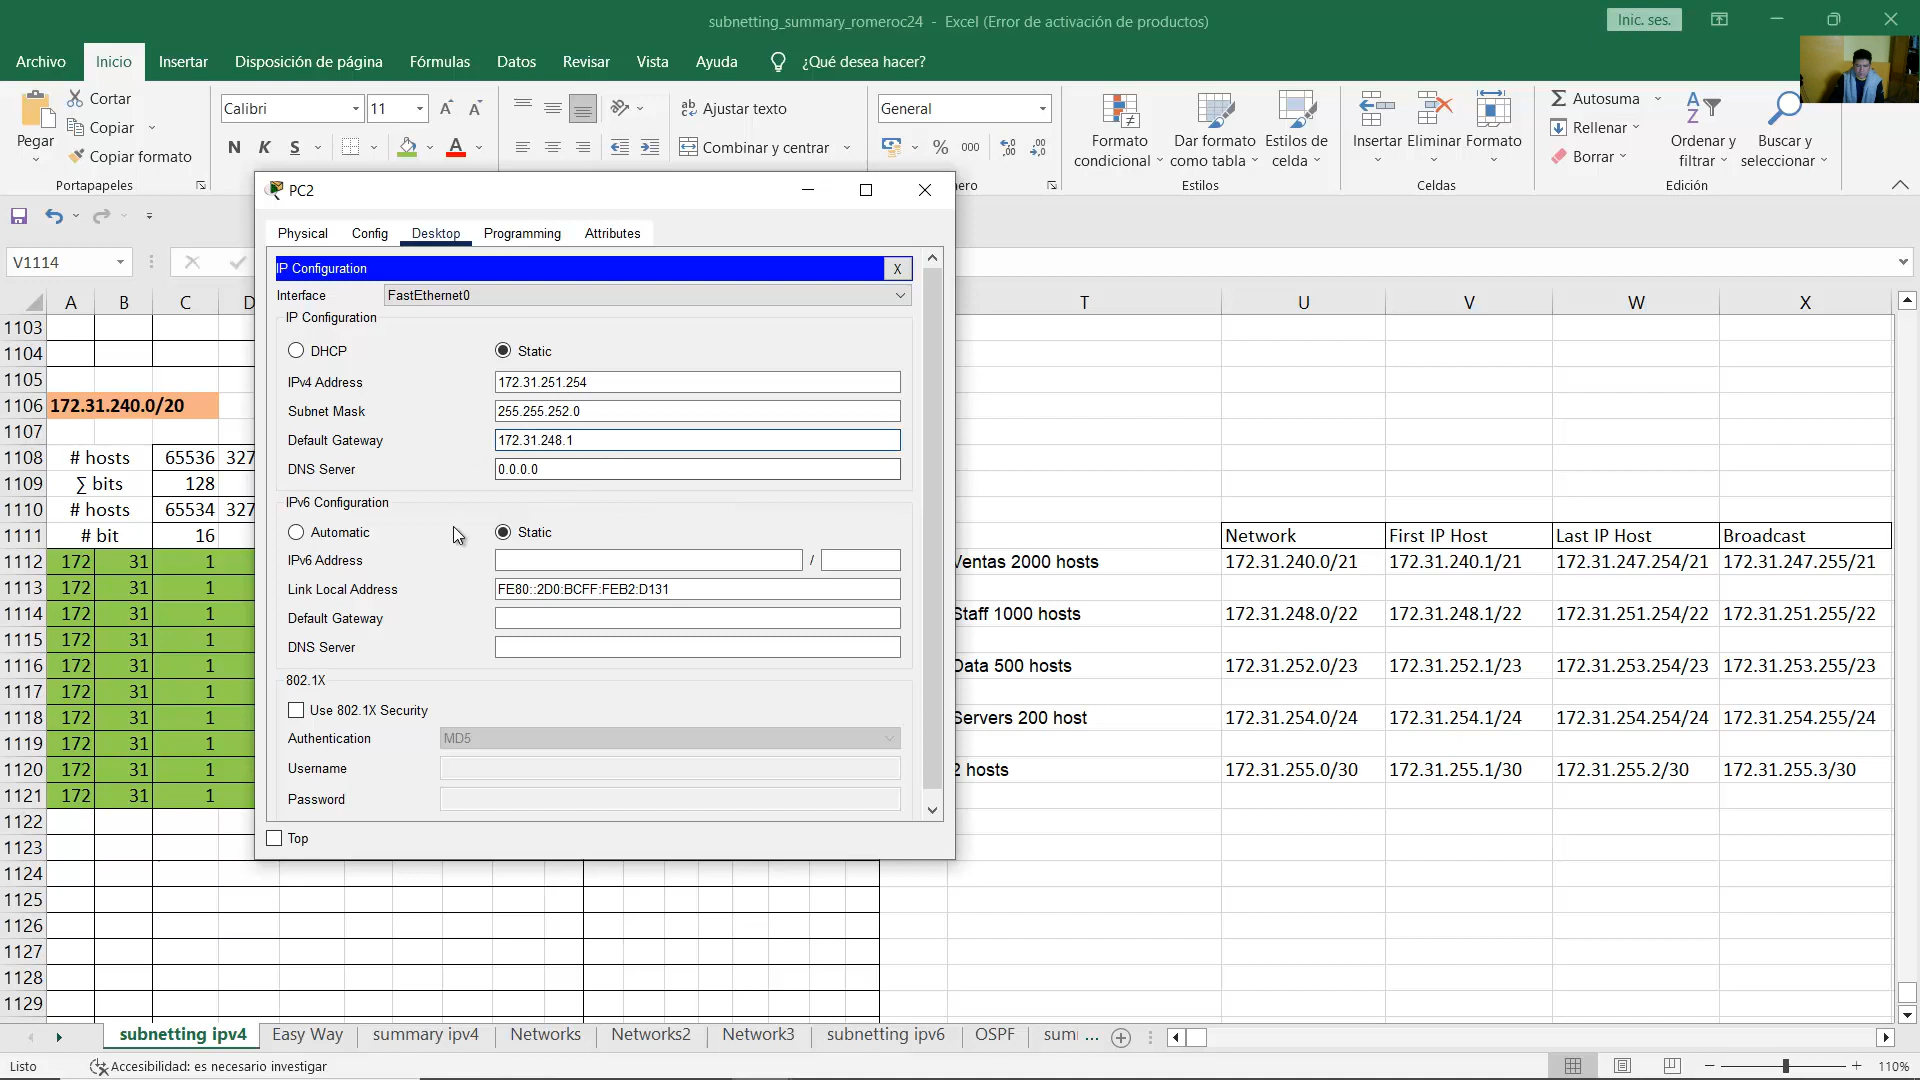 subnetting_summary_romeroc24 - Excel (Error de activación de productos)
Inic. ses.
Archivo Inicio Insertar Disposición de página Fórmulas Datos Revisar Vista Ayuda ¿Qué desea hacer?
Pegar
Cortar
Copiar
Copiar formato
Portapapeles
Calibri 11
N K S
Ajustar texto
Combinar y centrar
General
% 000
Formato condicional
Dar formato como tabla
Estilos de celda
Estilos
Insertar Eliminar Formato
Celdas
Autosuma
Rellenar
Borrar
Ordenar y filtrar
Buscar y seleccionar
Edición
V1114
PC2
Physical Config Desktop Programming Attributes
IP Configuration X
Interface FastEthernet0
IP Configuration
DHCP Static
IPv4 Address 172.31.251.254
Subnet Mask 255.255.252.0
Default Gateway 172.31.248.1
DNS Server 0.0.0.0
IPv6 Configuration
Automatic Static
IPv6 Address /
Link Local Address FE80::2D0:BCFF:FEB2:D131
Default Gateway
DNS Server
802.1X
Use 802.1X Security
Authentication MD5
Username
Password
Top
A B C D T U V W X
1103
1104
1105
1106 172.31.240.0/20
1107
1108 # hosts 65536 327
1109 ∑ bits 128
1110 # hosts 65534 327
1111 # bit 16 Network First IP Host Last IP Host Broadcast
1112 172 31 1 Ventas 2000 hosts 172.31.240.0/21 172.31.240.1/21 172.31.247.254/21 172.31.247.255/21
1113 172 31 1
1114 172 31 1 Staff 1000 hosts 172.31.248.0/22 172.31.248.1/22 172.31.251.254/22 172.31.251.255/22
1115 172 31 1
1116 172 31 1 Data 500 hosts 172.31.252.0/23 172.31.252.1/23 172.31.253.254/23 172.31.253.255/23
1117 172 31 1
1118 172 31 1 Servers 200 host 172.31.254.0/24 172.31.254.1/24 172.31.254.254/24 172.31.254.255/24
1119 172 31 1
1120 172 31 1 2 hosts 172.31.255.0/30 172.31.255.1/30 172.31.255.2/30 172.31.255.3/30
1121 172 31 1
1122
1123
1124
1125
1126
1127
1128
1129
subnetting ipv4 Easy Way summary ipv4 Networks Networks2 Network3 subnetting ipv6 OSPF sum ...
Listo Accesibilidad: es necesario investigar 110%